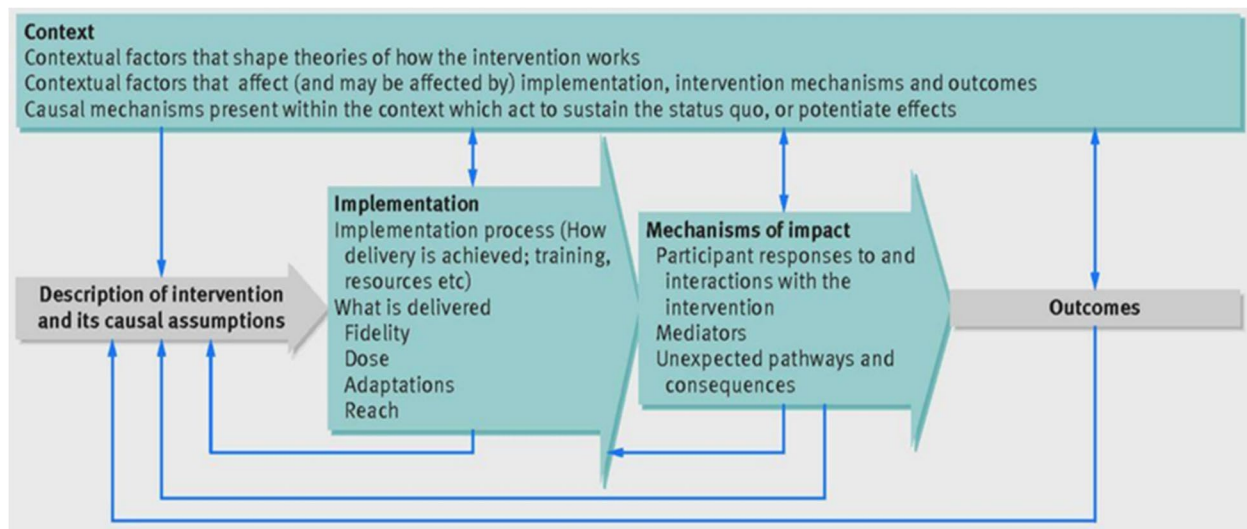 Context
Contextual factors that shape theories of how the intervention works
Contextual factors that affect (and may be affected by) implementation, intervention mechanisms and outcomes
Causal mechanisms present within the context which act to sustain the status quo, or potentiate effects
Description of intervention
and its causal assumptions
Implementation
Implementation process (How
delivery is achieved; training,
resources etc)
What is delivered
Fidelity
Dose
Adaptations
Reach
Mechanisms of impact
Participant responses to and
interactions with the
intervention
Mediators
Unexpected pathways and
consequences
Outcomes